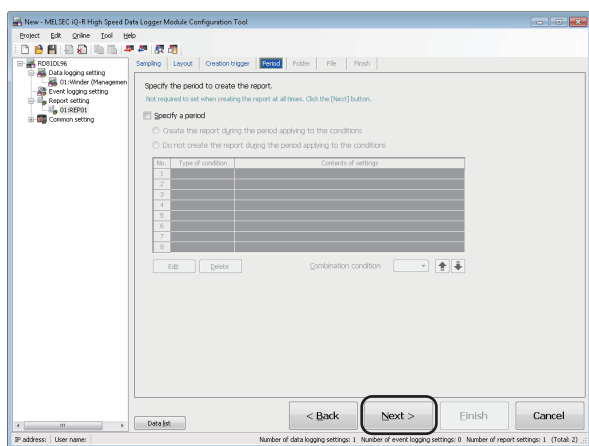 New - MELSEC iQ-R High Speed Data Logger Module Configuration Tool
Project Edit Online Tool Help
RD81DL96
Data logging setting
01:Winder (Managemen
Event logging setting
Report setting
01:REP01
Common setting
Sampling Layout Creation trigger Period Folder File Finish
Specify the period to create the report.
Not required to set when creating the report at all times. Click the [Next] button.
Specify a period
Create the report during the period applying to the conditions
Do not create the report during the period applying to the conditions
No. Type of condition Contents of settings
1
2
3
4
5
6
7
8
Edit Delete Combination condition
Data list < Back Next > Finish Cancel
IP address: User name: Number of data logging settings: 1 Number of event logging settings: 0 Number of report settings: 1 (Total: 2)